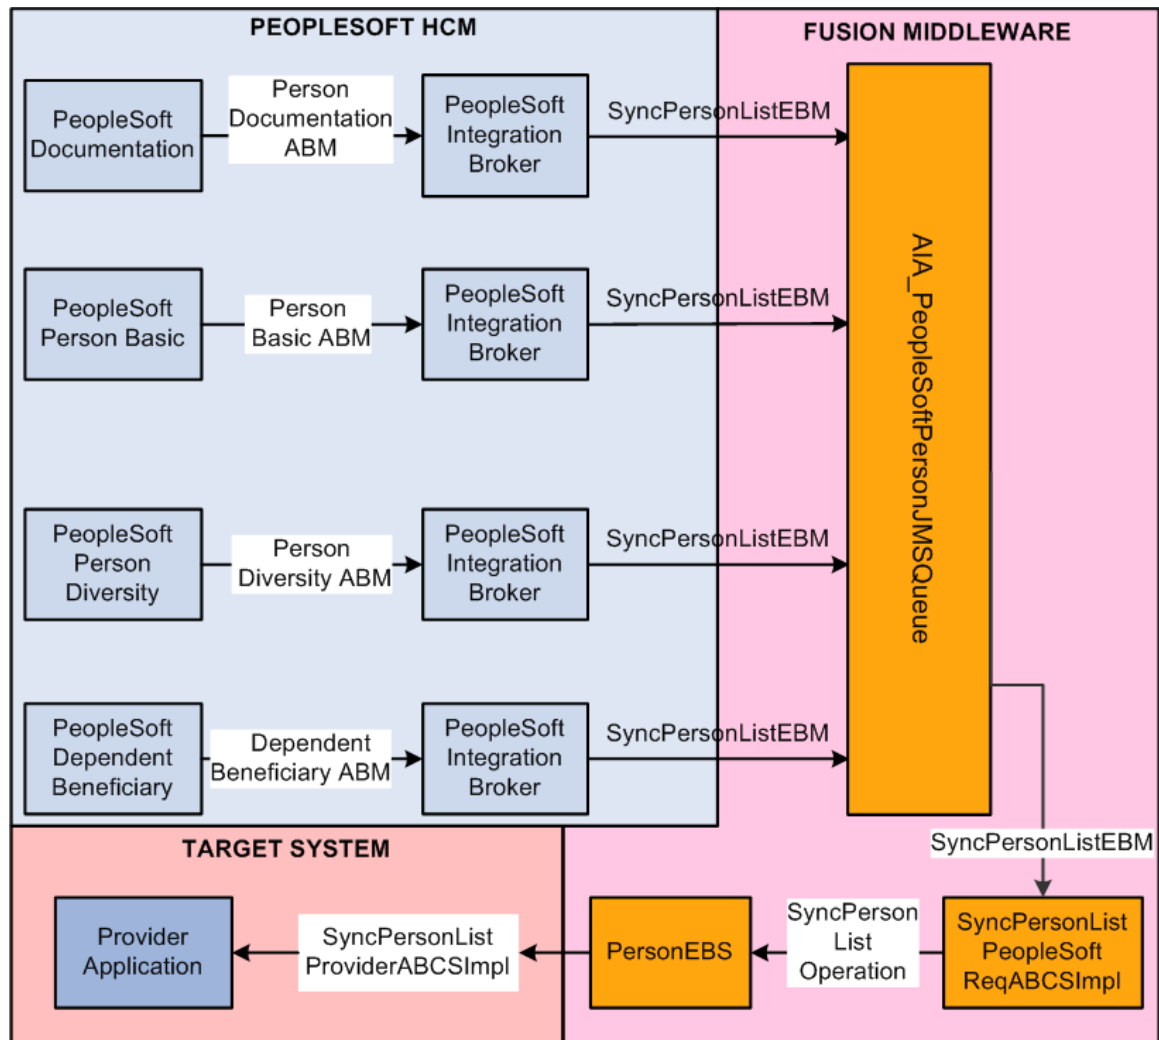 PEOPLESOFT HCM
FUSION MIDDLEWARE
PeopleSoft
Documentation
Person
Documentation
ABM
PeopleSoft
Integration
Broker
SyncPersonListEBM
PeopleSoft
Person Basic
Person
Basic ABM
PeopleSoft
Integration
Broker
SyncPersonListEBM
PeopleSoft
Person
Diversity
Person
Diversity ABM
PeopleSoft
Integration
Broker
SyncPersonListEBM
PeopleSoft
Dependent
Beneficiary
Dependent
Beneficiary ABM
PeopleSoft
Integration
Broker
SyncPersonListEBM
AIA_PeopleSoftPersonJMSQueue
SyncPersonListEBM
TARGET SYSTEM
Provider
Application
SyncPersonList
ProviderABCSImpl
PersonEBS
SyncPerson
List
Operation
SyncPersonList
PeopleSoft
ReqABCSImpl